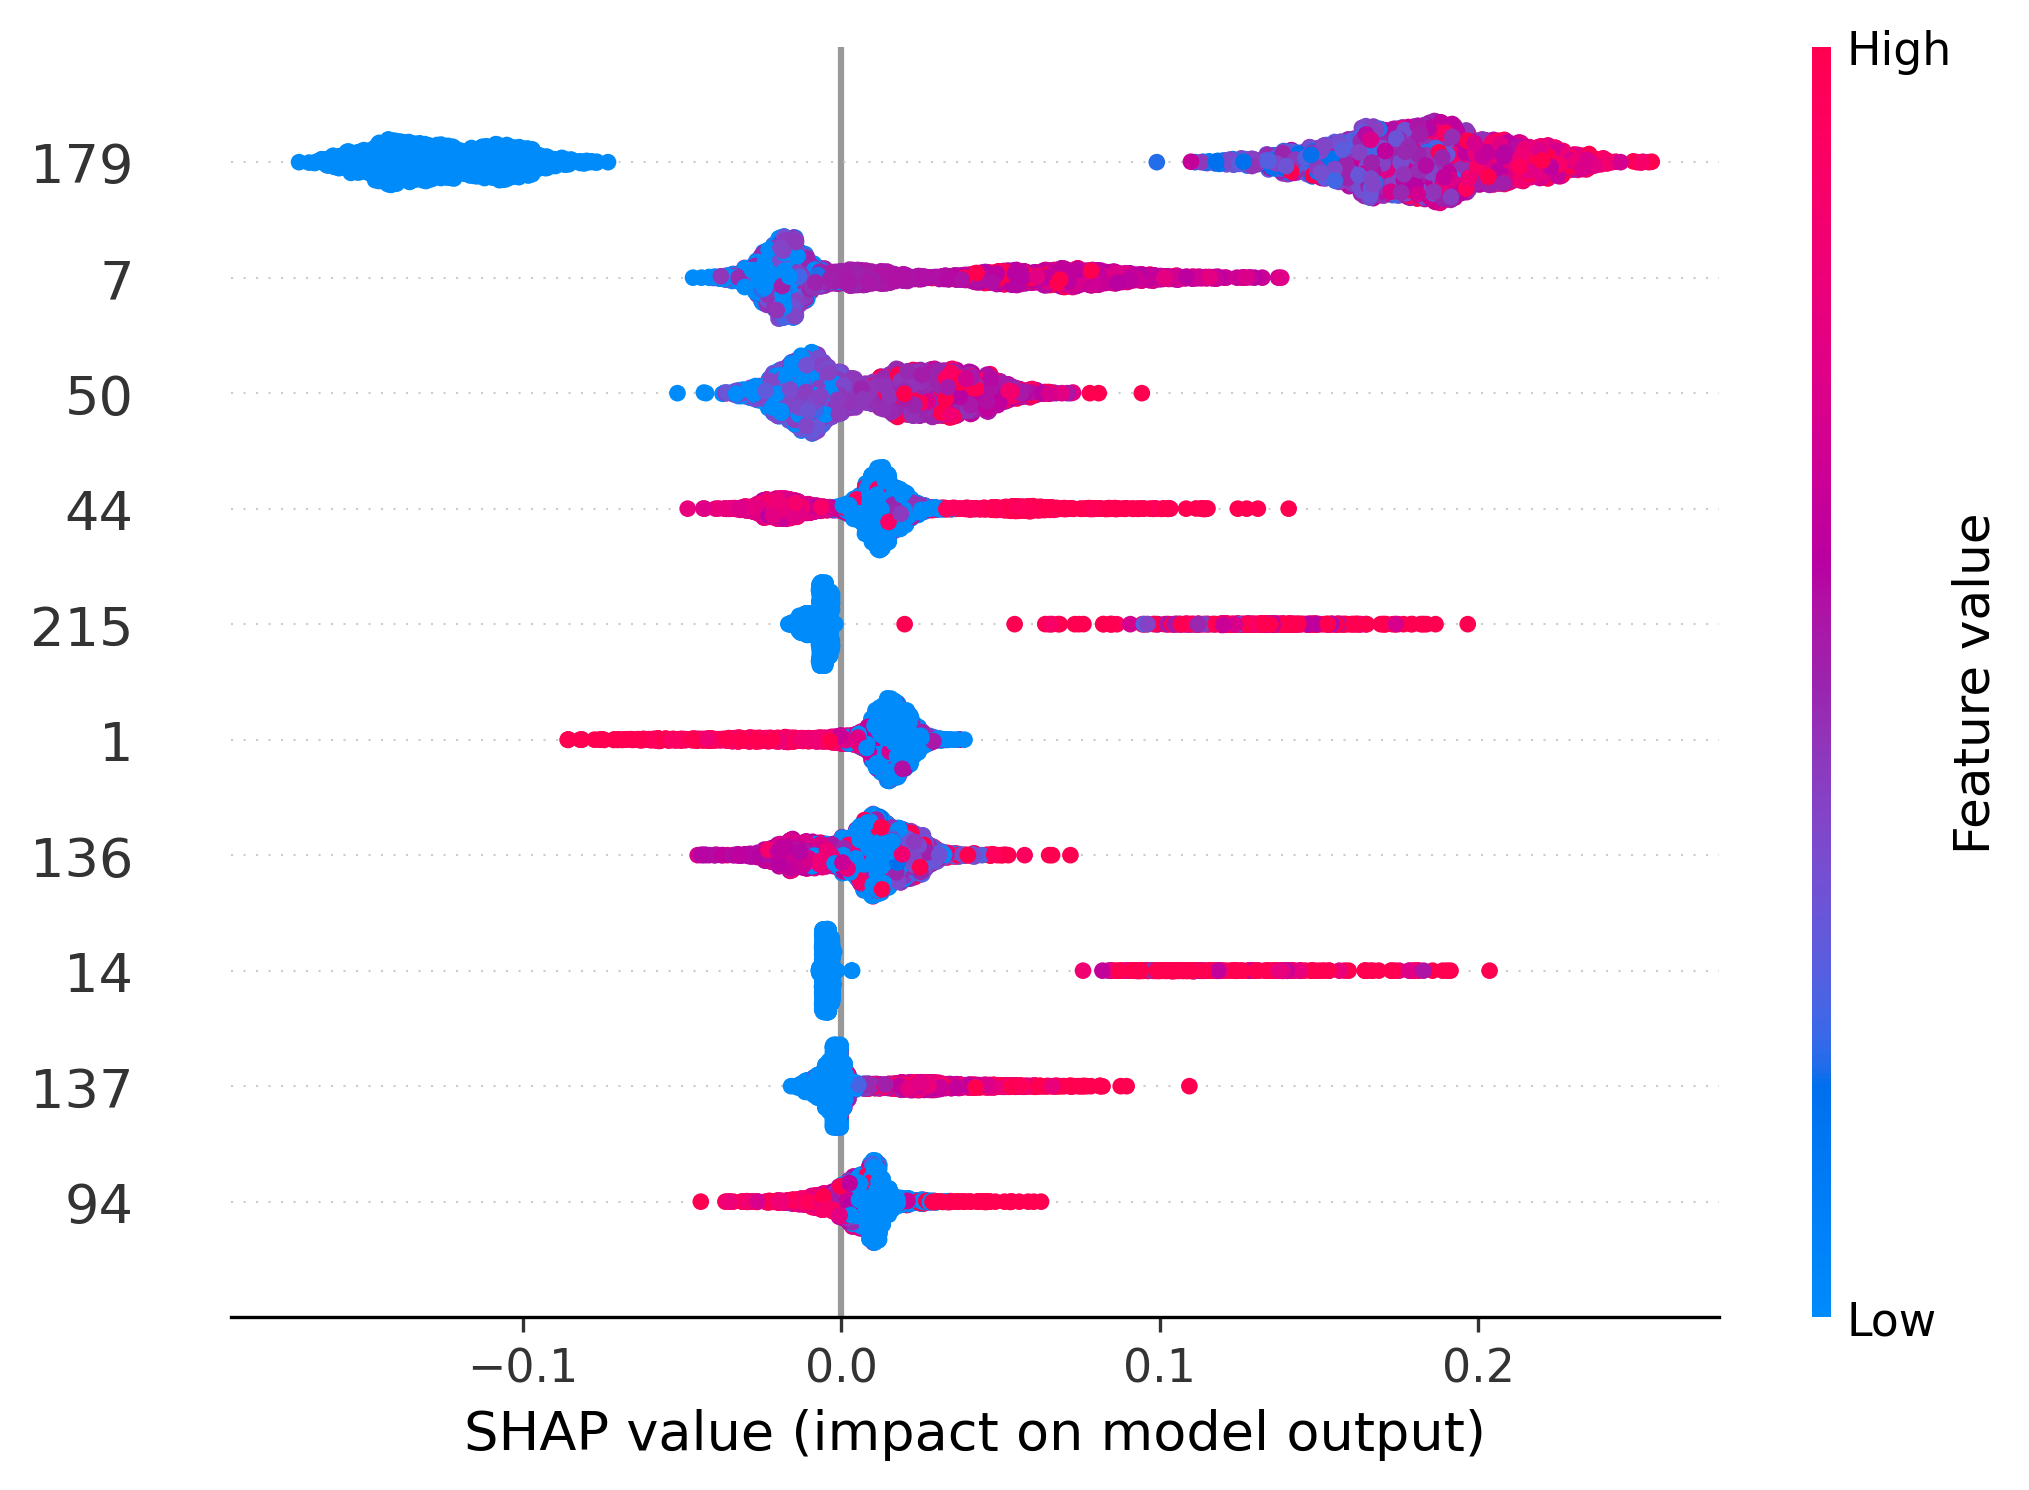 High
179
7
50
44
215
1
136
14
137
94
Feature value
Low
−0.1 0.0 0.1 0.2
SHAP value (impact on model output)